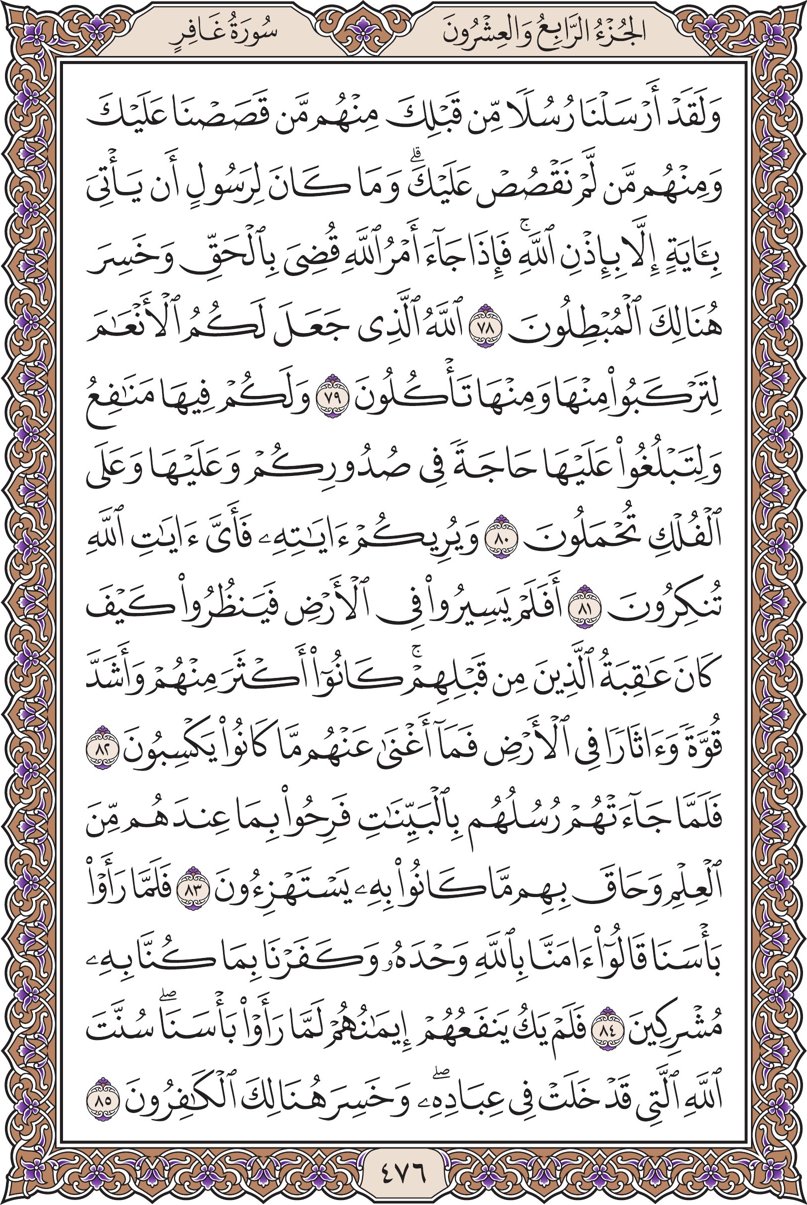 الجُزْءُ الرَّابِعُ وَالعِشْرُونَ
سُورَةُ غَافِرٍ
وَلَقَدۡ أَرۡسَلۡنَا رُسُلٗا مِّن قَبۡلِكَ مِنۡهُم مَّن قَصَصۡنَا عَلَيۡكَ
وَمِنۡهُم مَّن لَّمۡ نَقۡصُصۡ عَلَيۡكَۗ وَمَا كَانَ لِرَسُولٍ أَن يَأۡتِيَ
بِـَٔايَةٍ إِلَّا بِإِذۡنِ ٱللَّهِۚ فَإِذَا جَآءَ أَمۡرُ ٱللَّهِ قُضِيَ بِٱلۡحَقِّ وَخَسِرَ
هُنَالِكَ ٱلۡمُبۡطِلُونَ ٧٨ ٱللَّهُ ٱلَّذِي جَعَلَ لَكُمُ ٱلۡأَنۡعَٰمَ
لِتَرۡكَبُواْ مِنۡهَا وَمِنۡهَا تَأۡكُلُونَ ٧٩ وَلَكُمۡ فِيهَا مَنَٰفِعُ
وَلِتَبۡلُغُواْ عَلَيۡهَا حَاجَةٗ فِي صُدُورِكُمۡ وَعَلَيۡهَا وَعَلَى
ٱلۡفُلۡكِ تُحۡمَلُونَ ٨٠ وَيُرِيكُمۡ ءَايَٰتِهِۦ فَأَيَّ ءَايَٰتِ ٱللَّهِ
تُنكِرُونَ ٨١ أَفَلَمۡ يَسِيرُواْ فِي ٱلۡأَرۡضِ فَيَنظُرُواْ كَيۡفَ
كَانَ عَٰقِبَةُ ٱلَّذِينَ مِن قَبۡلِهِمۡۚ كَانُوٓاْ أَكۡثَرَ مِنۡهُمۡ وَأَشَدَّ
قُوَّةٗ وَءَاثَارٗا فِي ٱلۡأَرۡضِ فَمَآ أَغۡنَىٰ عَنۡهُم مَّا كَانُواْ يَكۡسِبُونَ ٨٢
فَلَمَّا جَآءَتۡهُمۡ رُسُلُهُم بِٱلۡبَيِّنَٰتِ فَرِحُواْ بِمَا عِندَهُم مِّنَ
ٱلۡعِلۡمِ وَحَاقَ بِهِم مَّا كَانُواْ بِهِۦ يَسۡتَهۡزِءُونَ ٨٣ فَلَمَّا رَأَوۡاْ
بَأۡسَنَا قَالُوٓاْ ءَامَنَّا بِٱللَّهِ وَحۡدَهُۥ وَكَفَرۡنَا بِمَا كُنَّا بِهِۦ
مُشۡرِكِينَ ٨٤ فَلَمۡ يَكُ يَنفَعُهُمۡ إِيمَٰنُهُمۡ لَمَّا رَأَوۡاْ بَأۡسَنَاۖ سُنَّتَ
ٱللَّهِ ٱلَّتِي قَدۡ خَلَتۡ فِي عِبَادِهِۦۖ وَخَسِرَ هُنَالِكَ ٱلۡكَٰفِرُونَ ٨٥
٤٧٦